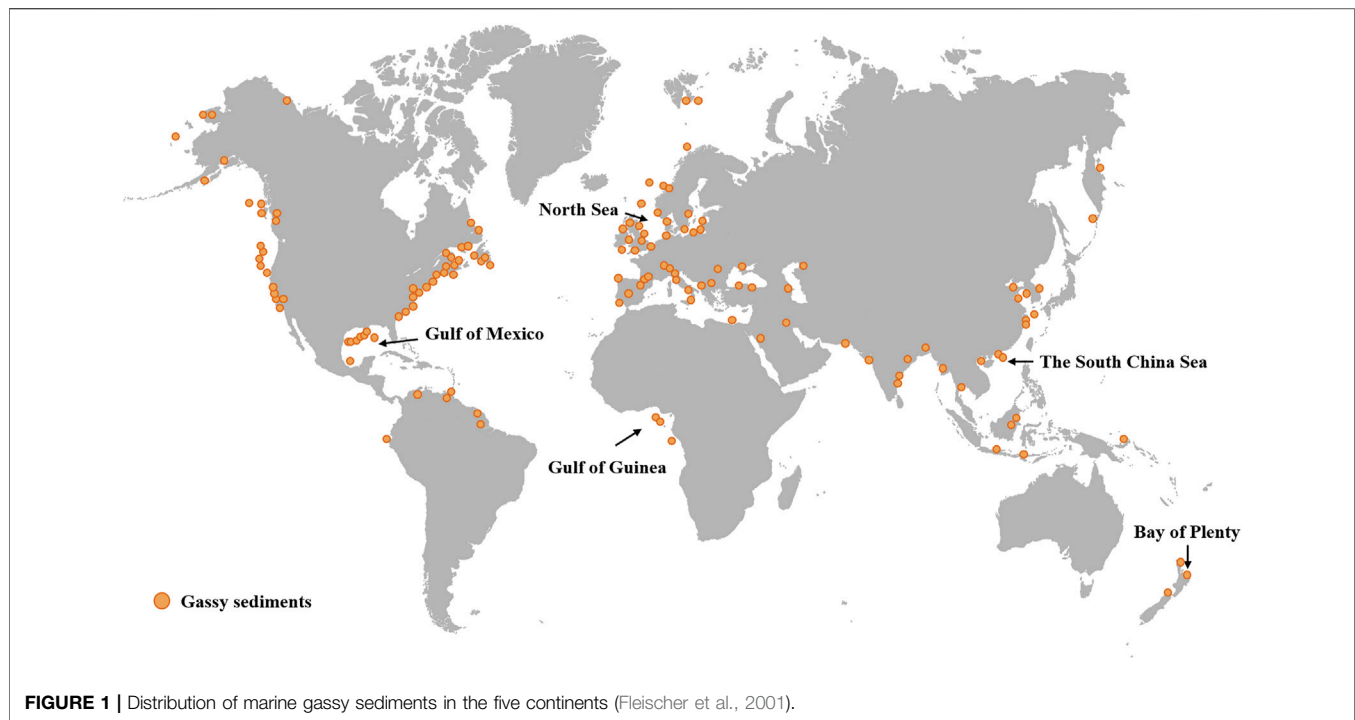 North Sea
Gulf of Mexico
The South China Sea
Gulf of Guinea
Bay of Plenty
Gassy sediments
FIGURE 1 | Distribution of marine gassy sediments in the five continents (Fleischer et al., 2001).